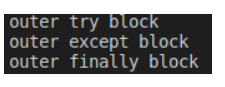 outer try block
outer except block
outer finally block